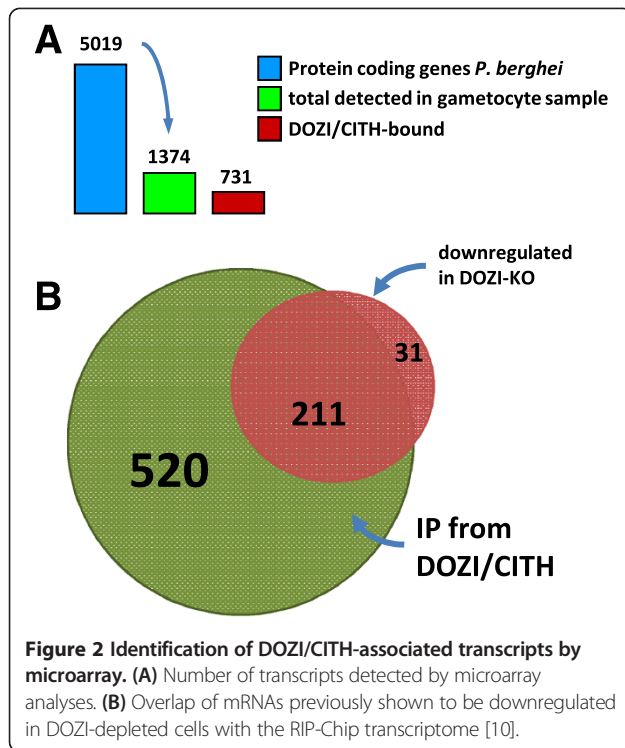 A
5019
1374
731
Protein coding genes P. berghei
total detected in gametocyte sample
DOZI/CITH-bound
B
downregulated
in DOZI-KO
31
211
520
IP from
DOZI/CITH
Figure 2 Identification of DOZI/CITH-associated transcripts by
microarray. (A) Number of transcripts detected by microarray
analyses. (B) Overlap of mRNAs previously shown to be downregulated
in DOZI-depleted cells with the RIP-Chip transcriptome [10].